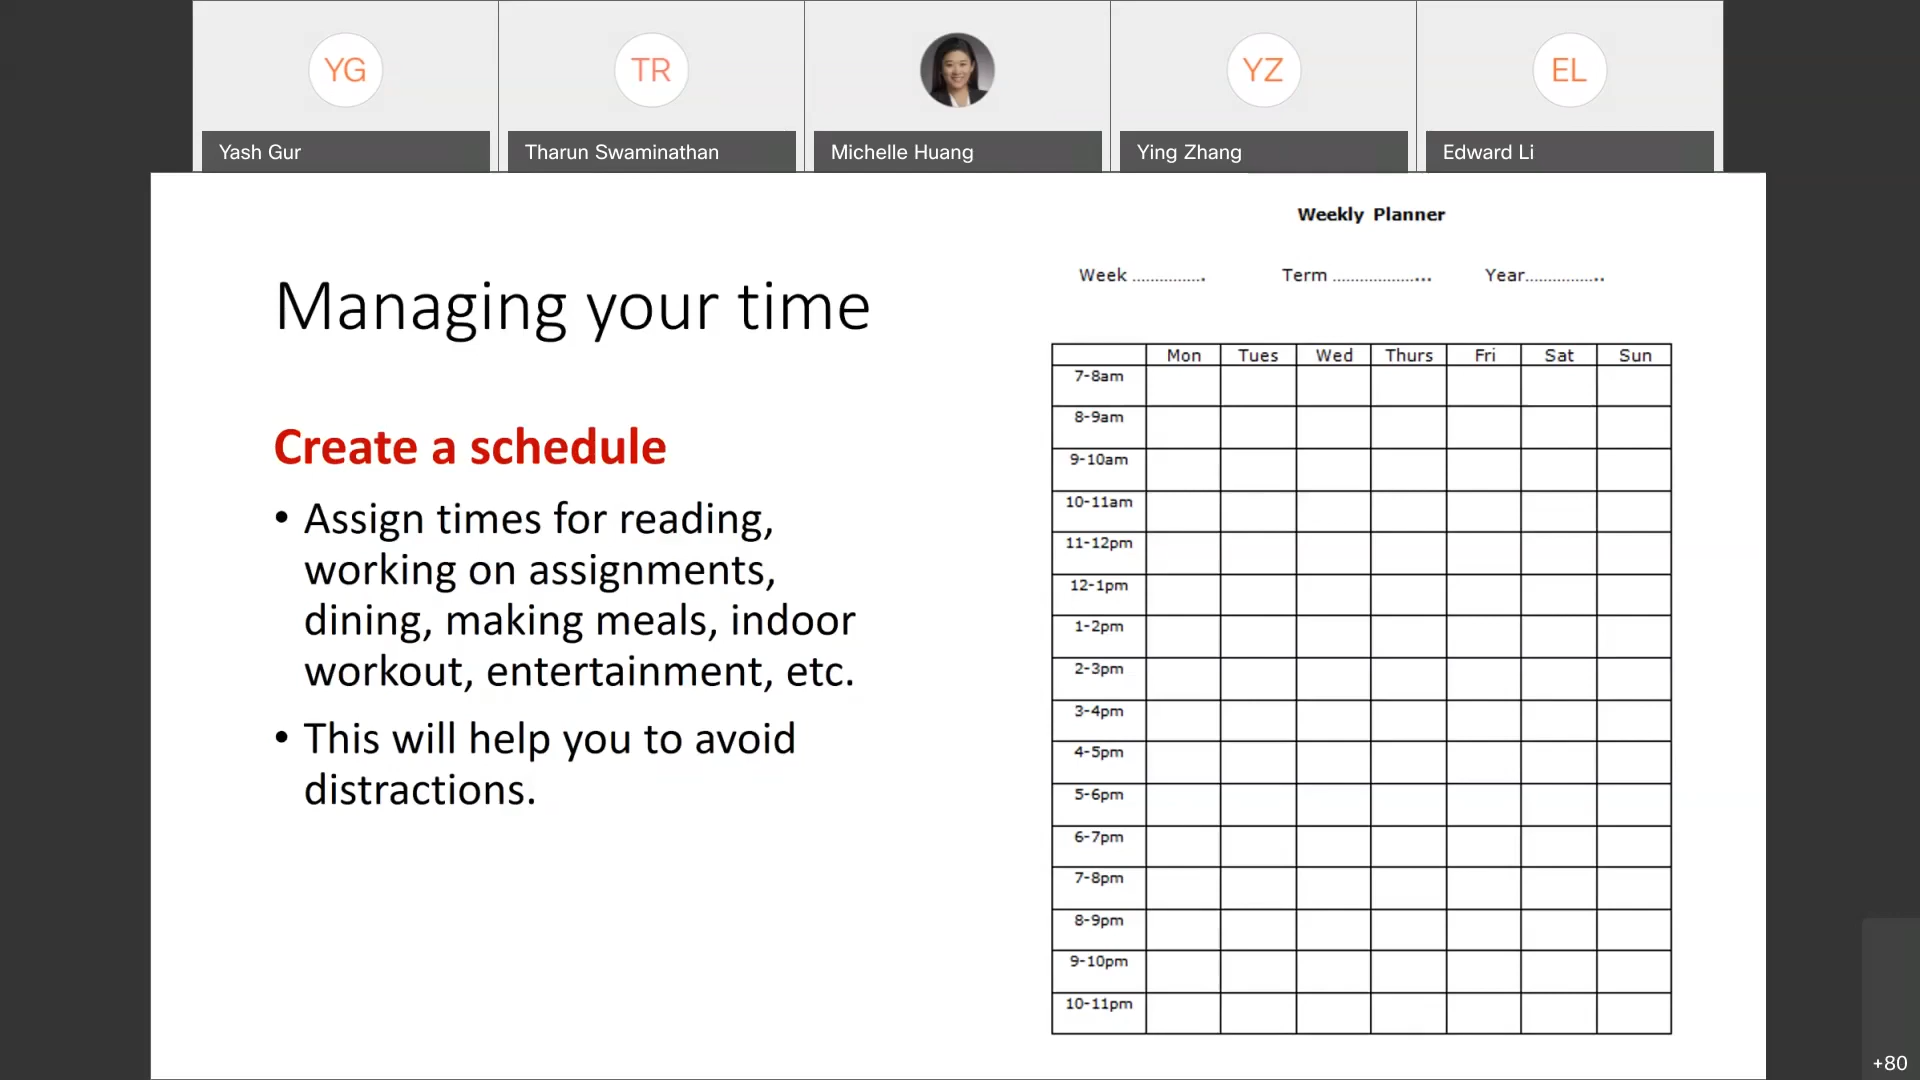 YG
TR
YZ
EL
Yash Gur
Tharun Swaminathan
Michelle Huang
Ying Zhang
Edward Li
Managing your time
Create a schedule
• Assign times for reading,
working on assignments,
dining, making meals, indoor
workout, entertainment, etc.
• This will help you to avoid
distractions.
Weekly Planner
Week ............... Term ..................... Year................
Mon Tues Wed Thurs Fri Sat Sun
7-8am
8-9am
9-10am
10-11am
11-12pm
12-1pm
1-2pm
2-3pm
3-4pm
4-5pm
5-6pm
6-7pm
7-8pm
8-9pm
9-10pm
10-11pm
+80